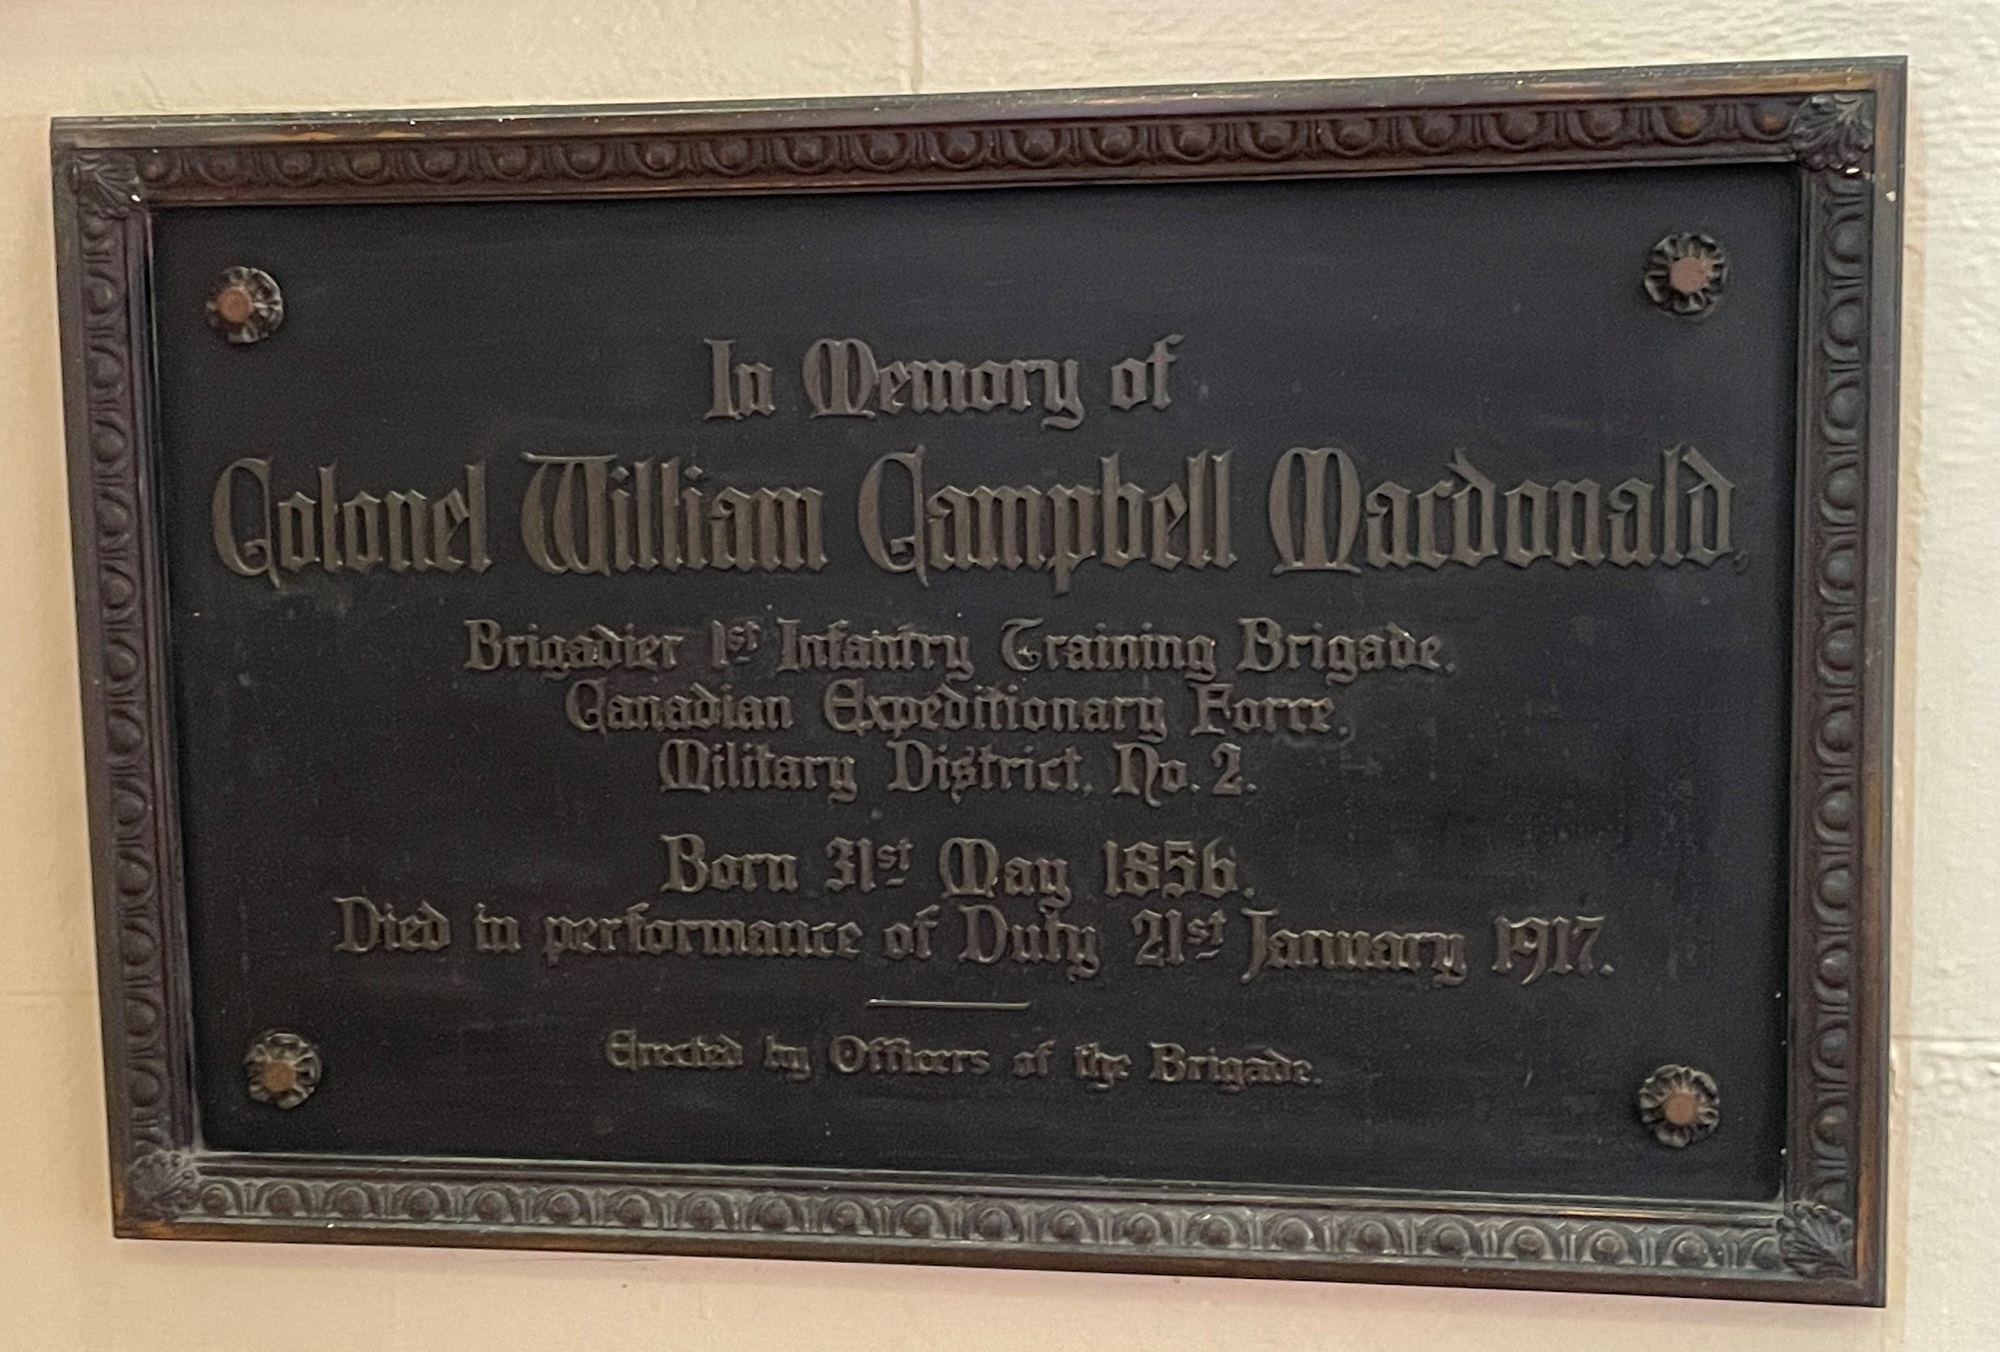 In Memory of
Colonel William Campbell Macdonald,
Brigadier 1st Infantry Training Brigade,
Canadian Expeditionary Force,
Military District, No. 2.
Born 31st May 1856.
Died in performance of Duty 21st January 1917.
Erected by Officers of the Brigade.